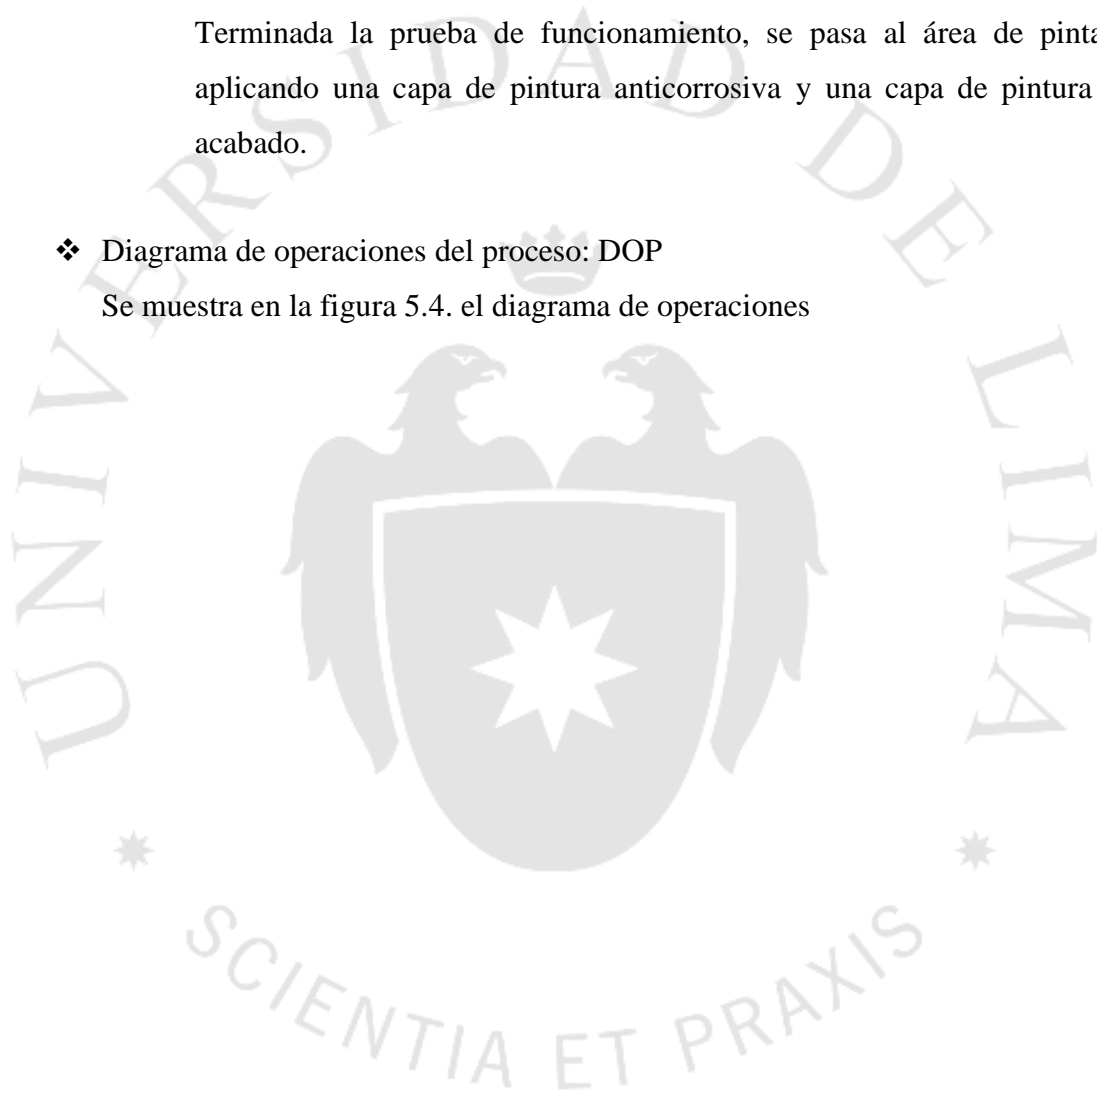 Terminada la prueba de funcionamiento, se pasa al área de
aplicando una capa de pintura anticorrosiva y una capa de pintura
acabado.
❖ Diagrama de operaciones del proceso: DOP
Se muestra en la figura 5.4. el diagrama de operaciones
UNIVERSIDAD DE LIMA
SCIENTIA ET PRAXIS